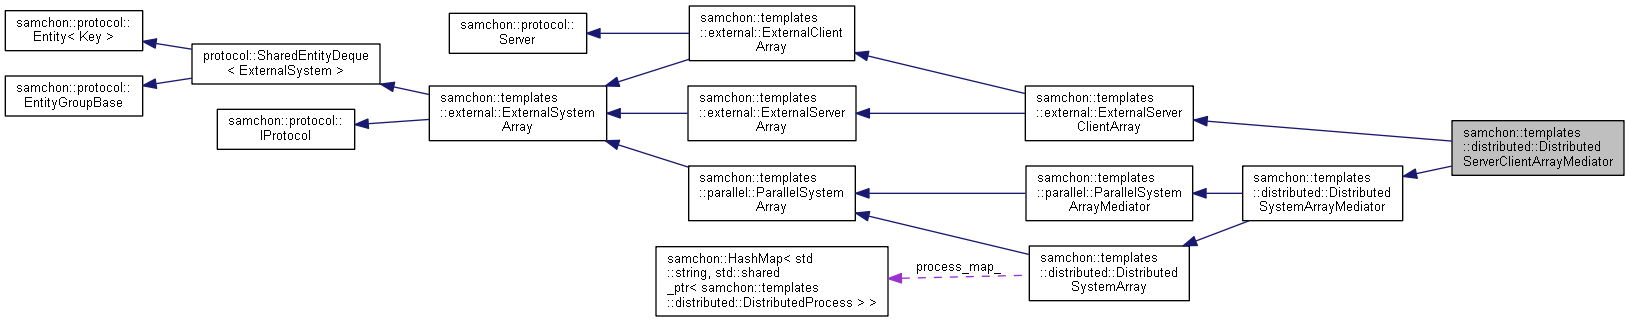 samchon::protocol::
Entity< Key >
samchon::protocol::
EntityGroupBase
protocol::SharedEntityDeque
< ExternalSystem >
samchon::protocol::
IProtocol
samchon::protocol::
Server
samchon::templates
::external::ExternalSystem
Array
samchon::templates
::external::ExternalClient
Array
samchon::templates
::external::ExternalServer
Array
samchon::templates
::parallel::ParallelSystem
Array
samchon::HashMap< std
::string, std::shared
_ptr< samchon::templates
::distributed::DistributedProcess > >
process_map_
samchon::templates
::external::ExternalServer
ClientArray
samchon::templates
::parallel::ParallelSystem
ArrayMediator
samchon::templates
::distributed::Distributed
SystemArray
samchon::templates
::distributed::Distributed
SystemArrayMediator
samchon::templates
::distributed::Distributed
ServerClientArrayMediator